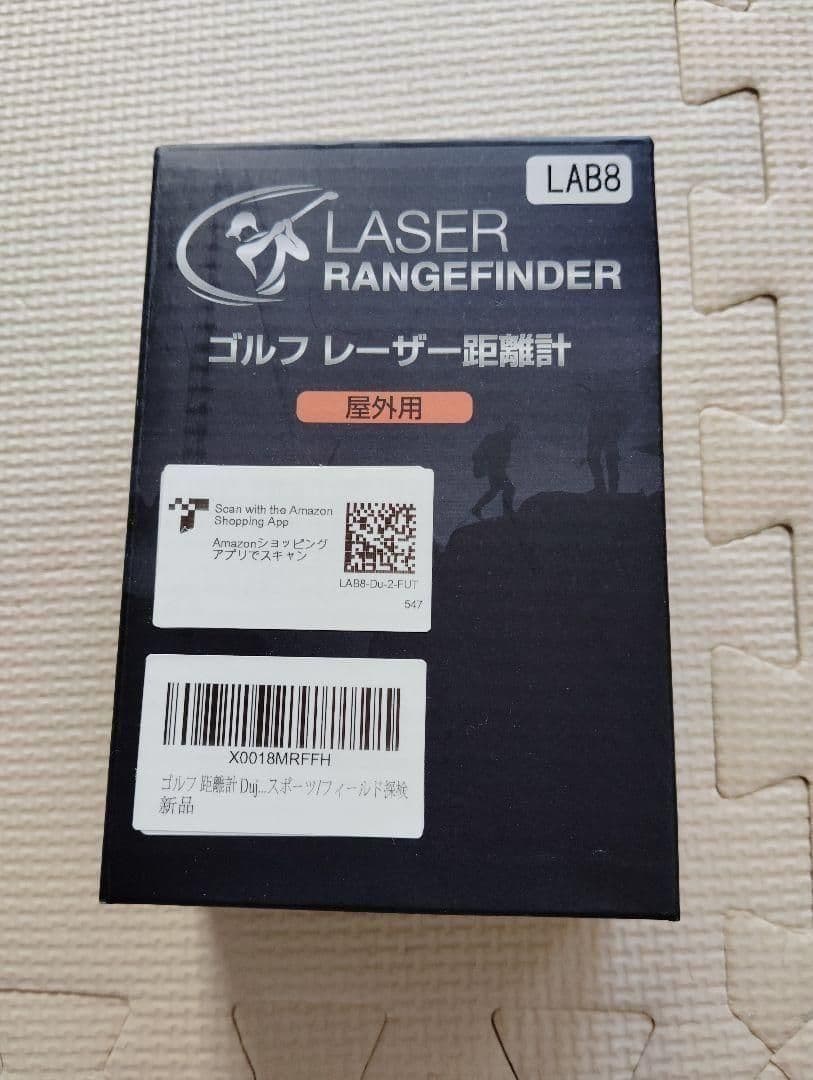 LAB8
LASER
RANGEFINDER
ゴルフ レーザー距離計
屋外用
Scan with the Amazon
Shopping App
Amazonショッピング
アプリでスキャン
LAB8-Du-2-FUT
547
X0018MRFFH
ゴルフ 距離計 Duj...スポーツ/フィールド探検
新品